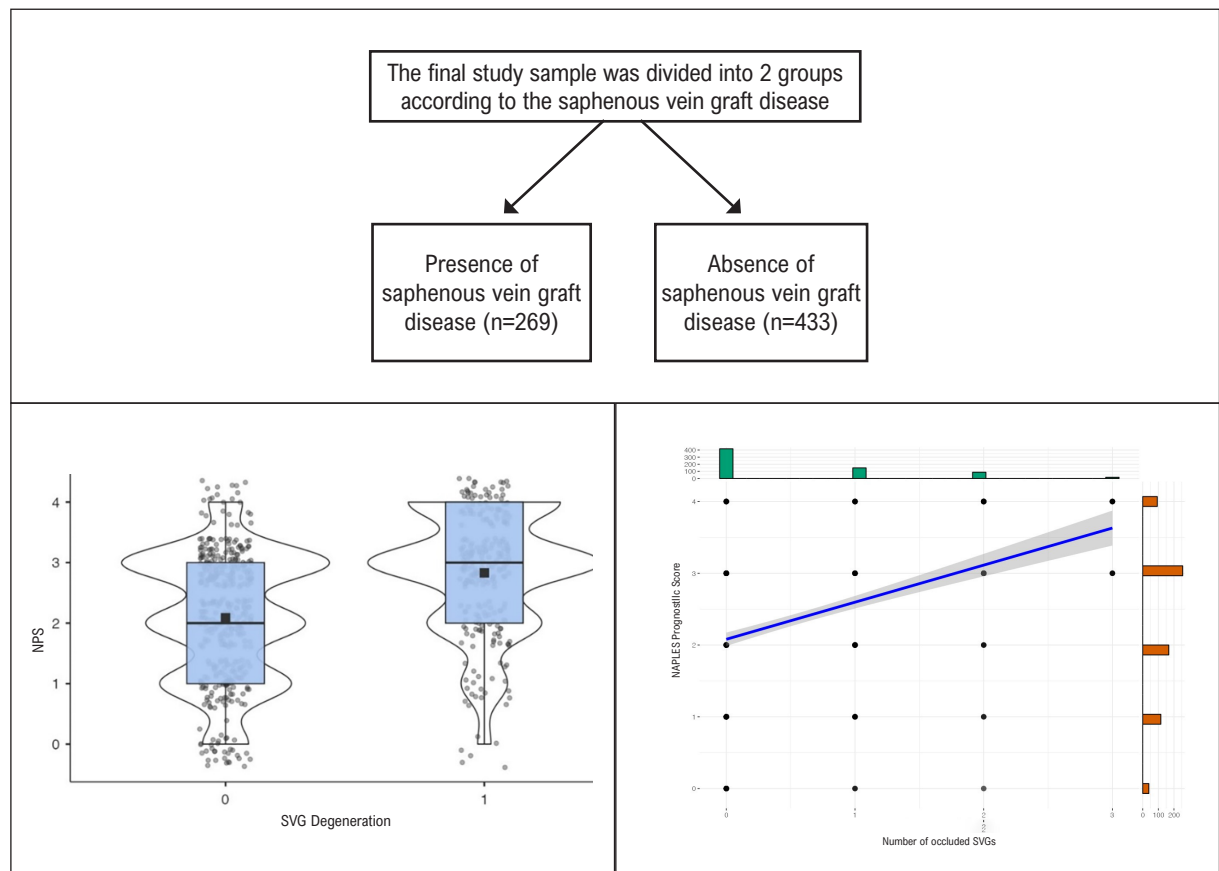 The final study sample was divided into 2 groups
according to the saphenous vein graft disease
Presence of
saphenous vein graft
disease (n=269)
Absence of
saphenous vein graft
disease (n=433)
NPS
4
3
2
1
0
0
1
SVG Degeneration
400
300
200
100
0
NAPLES Prognostic Score
4
3
2
1
0
0
1
2
3
Number of occluded SVGs
0 100 200